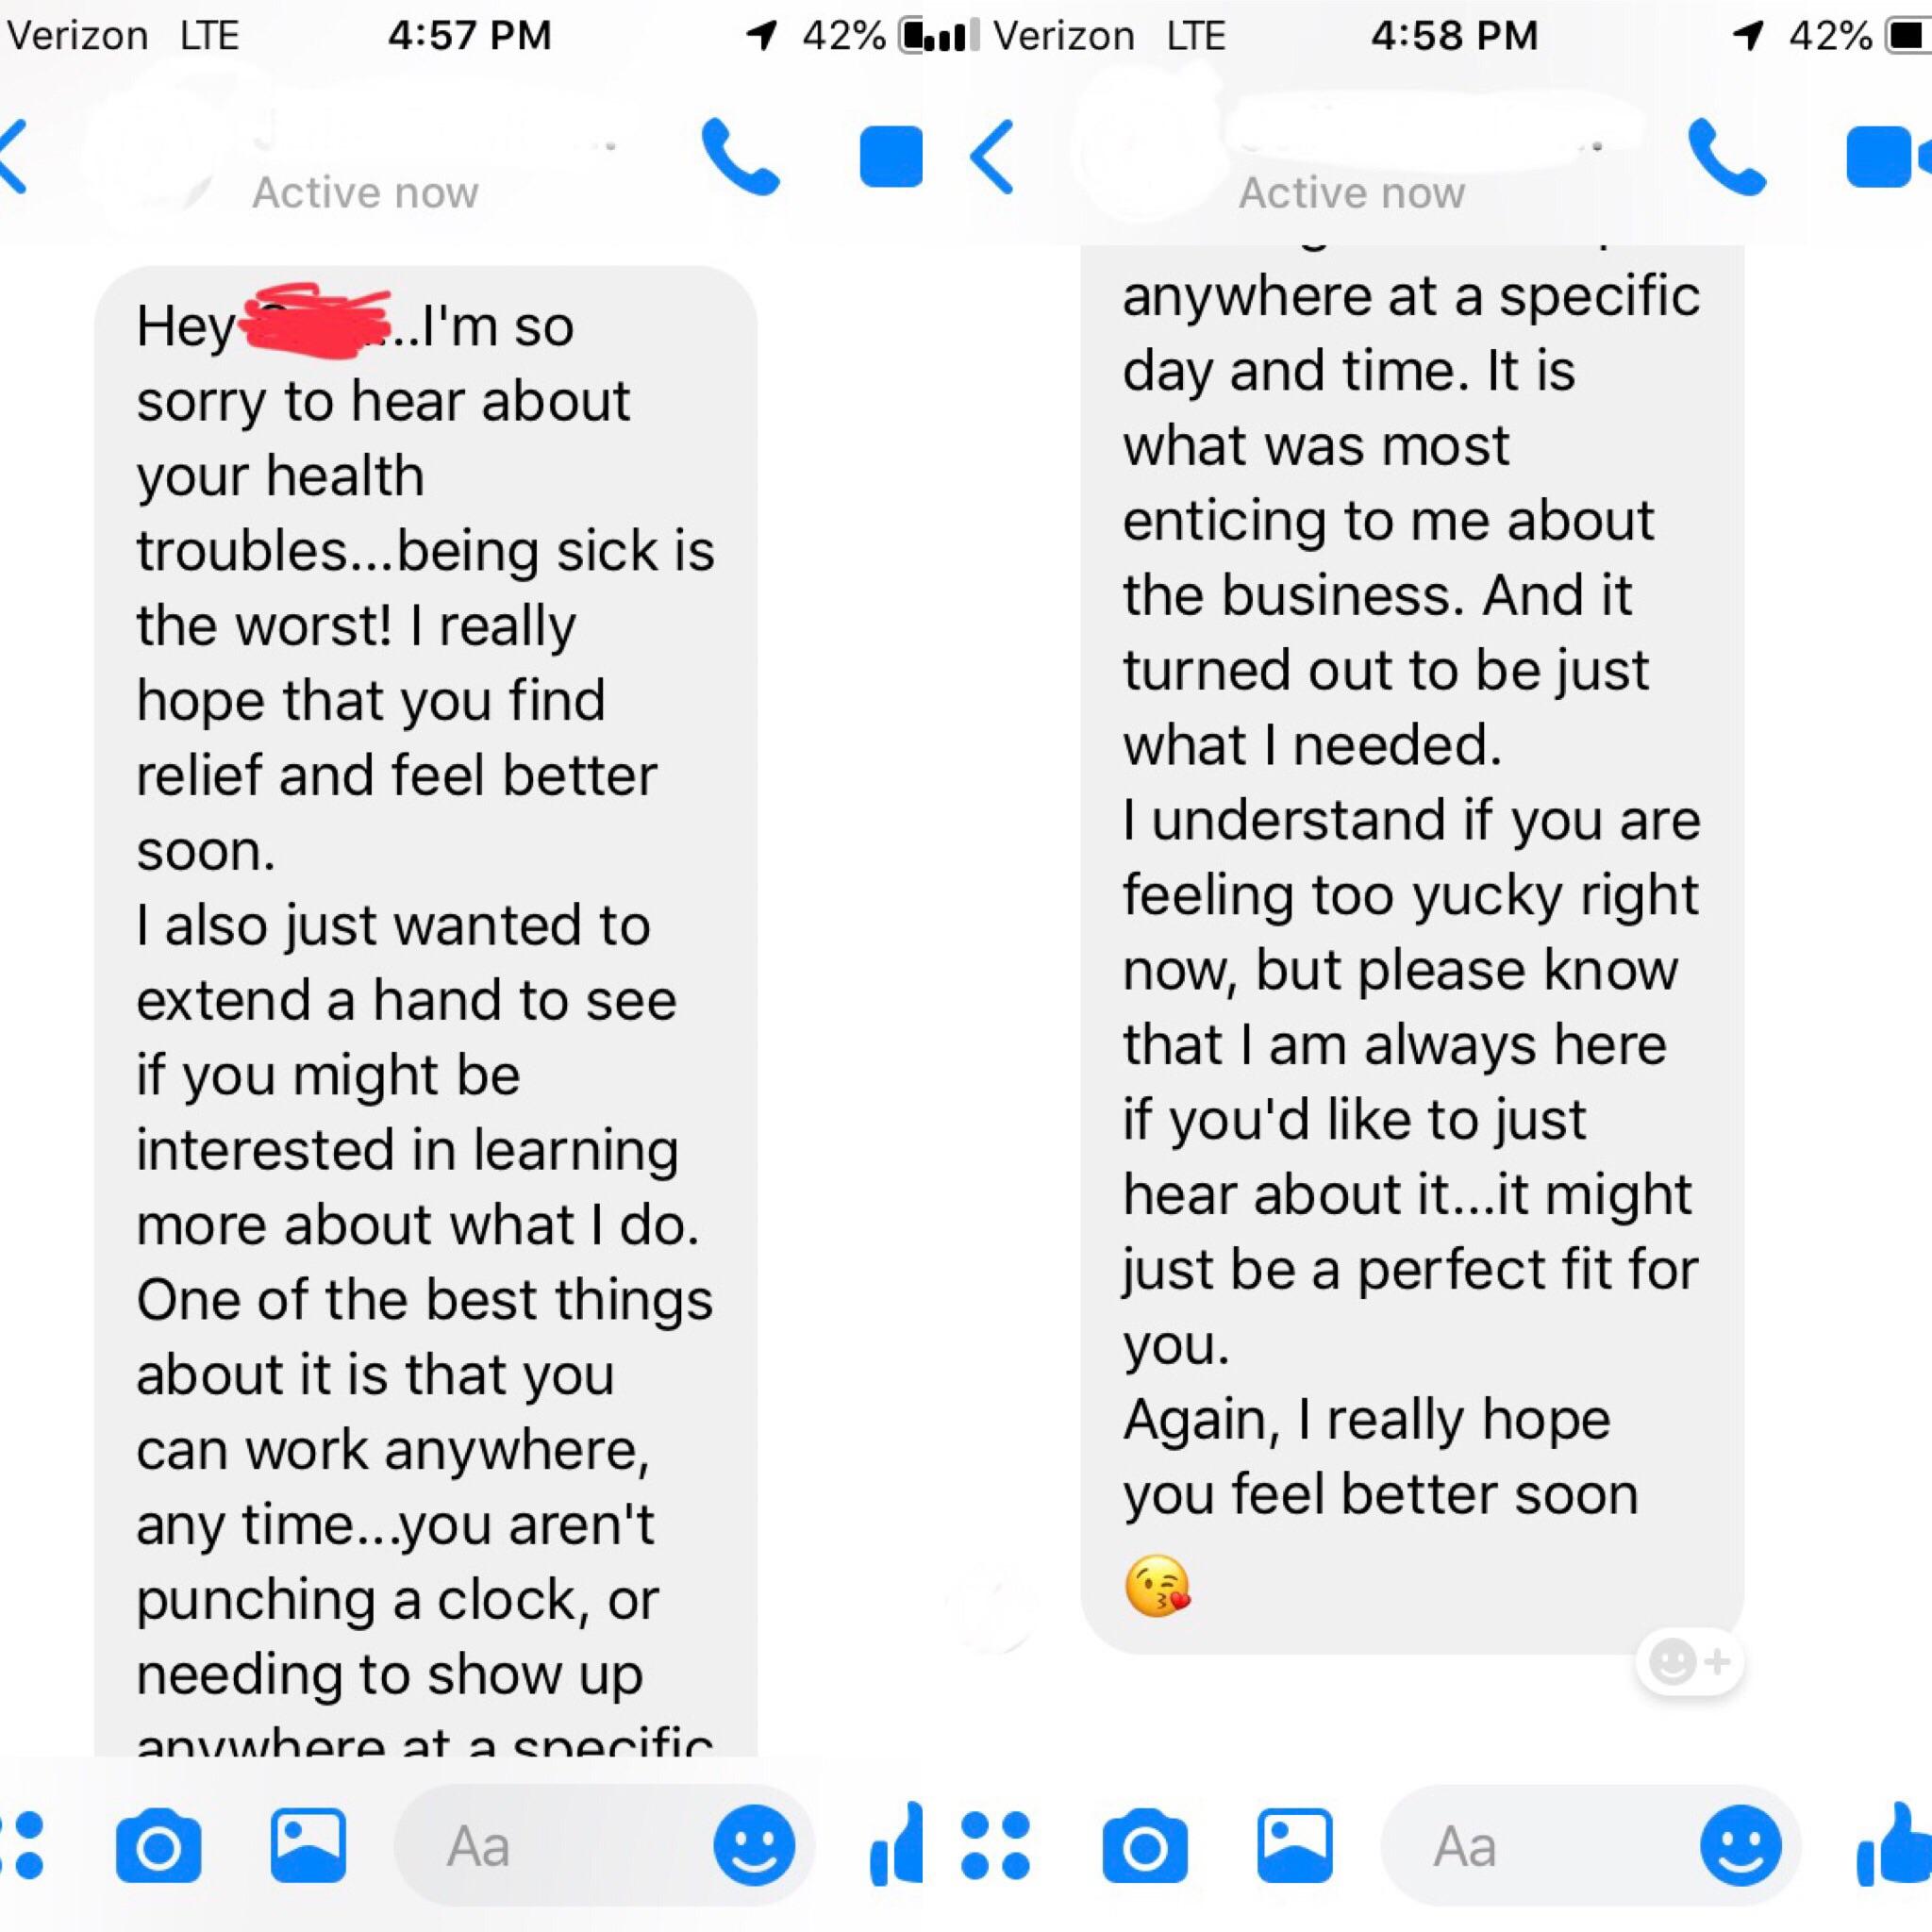 Verizon LTE 4:57 PM 42%
Active now
Hey ...I'm so
sorry to hear about
your health
troubles...being sick is
the worst! I really
hope that you find
relief and feel better
soon.
I also just wanted to
extend a hand to see
if you might be
interested in learning
more about what I do.
One of the best things
about it is that you
can work anywhere,
any time...you aren't
punching a clock, or
needing to show up
anywhere at a specific
Aa
Verizon LTE 4:58 PM 42%
Active now
anywhere at a specific
day and time. It is
what was most
enticing to me about
the business. And it
turned out to be just
what I needed.
I understand if you are
feeling too yucky right
now, but please know
that I am always here
if you'd like to just
hear about it...it might
just be a perfect fit for
you.
Again, I really hope
you feel better soon
😘
Aa